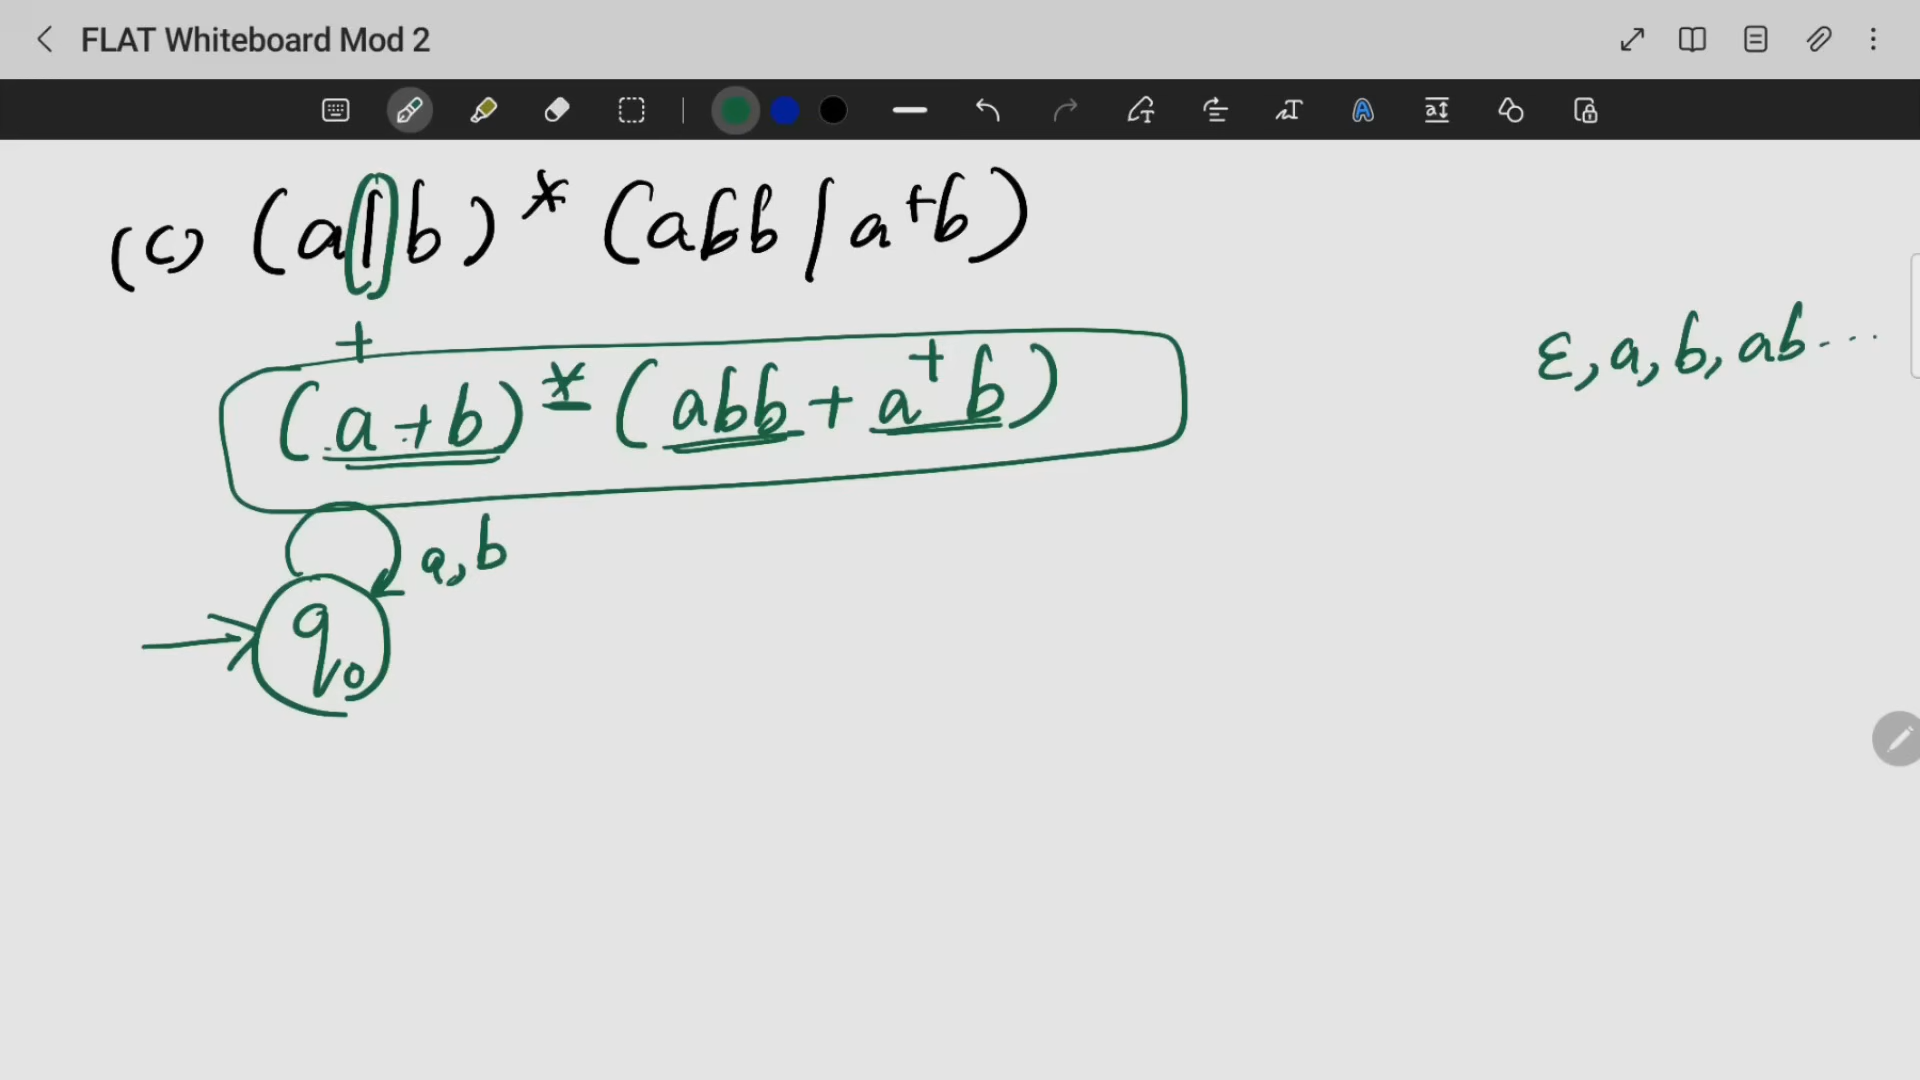 FLAT Whiteboard Mod 2
(c) (a|b)* (abb/a⁺b)
+
(a+b)* (abb + a⁺b)
ε, a, b, ab...
a, b
q₀